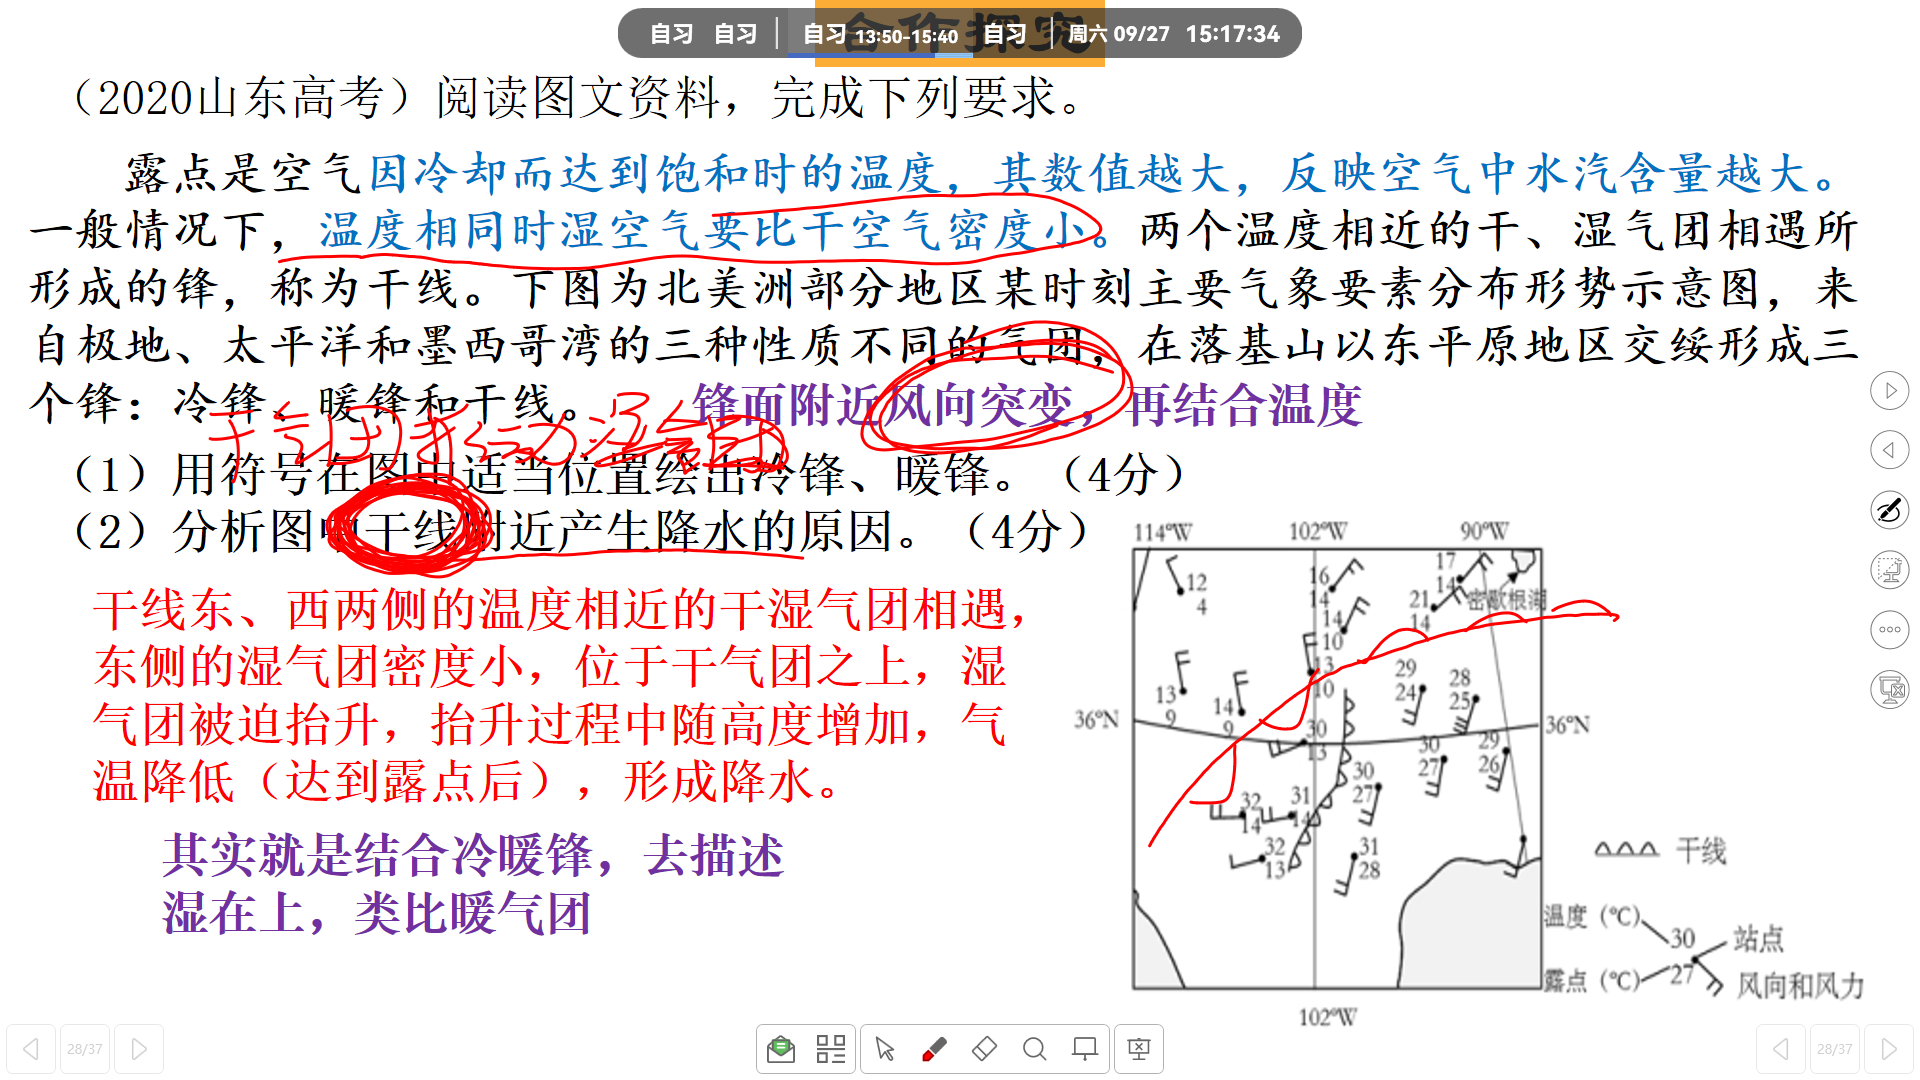 自习 自习 自习 13:50-15:40 自习 周六 09/27 15:17:34
合作探究
（2020山东高考）阅读图文资料，完成下列要求。
露点是空气因冷却而达到饱和时的温度，其数值越大，反映空气中水汽含量越大。
一般情况下，温度相同时湿空气要比干空气密度小。两个温度相近的干、湿气团相遇所
形成的锋，称为干线。下图为北美洲部分地区某时刻主要气象要素分布形势示意图，来
自极地、太平洋和墨西哥湾的三种性质不同的气团，在落基山以东平原地区交绥形成三
个锋：冷锋、暖锋和干线。
锋面附近风向突变，再结合温度
（1）用符号在图中适当位置绘出冷锋、暖锋。（4分）
（2）分析图中干线附近产生降水的原因。（4分）
干线东、西两侧的温度相近的干湿气团相遇，
东侧的湿气团密度小，位于干气团之上，湿
气团被迫抬升，抬升过程中随高度增加，气
温降低（达到露点后），形成降水。
其实就是结合冷暖锋，去描述
湿在上，类比暖气团
114°W 102°W 90°W
12
4
16
14
17
14
密歇根湖
21
14
14
10
13
10
13
9
14
9
29
24
28
25
36°N
36°N
30
13
30
27
29
26
30
27
32
14
31
14
32
13
31
28
102°W
干线
温度（℃）
30
站点
露点（℃）
27
风向和风力
28/37
28/37